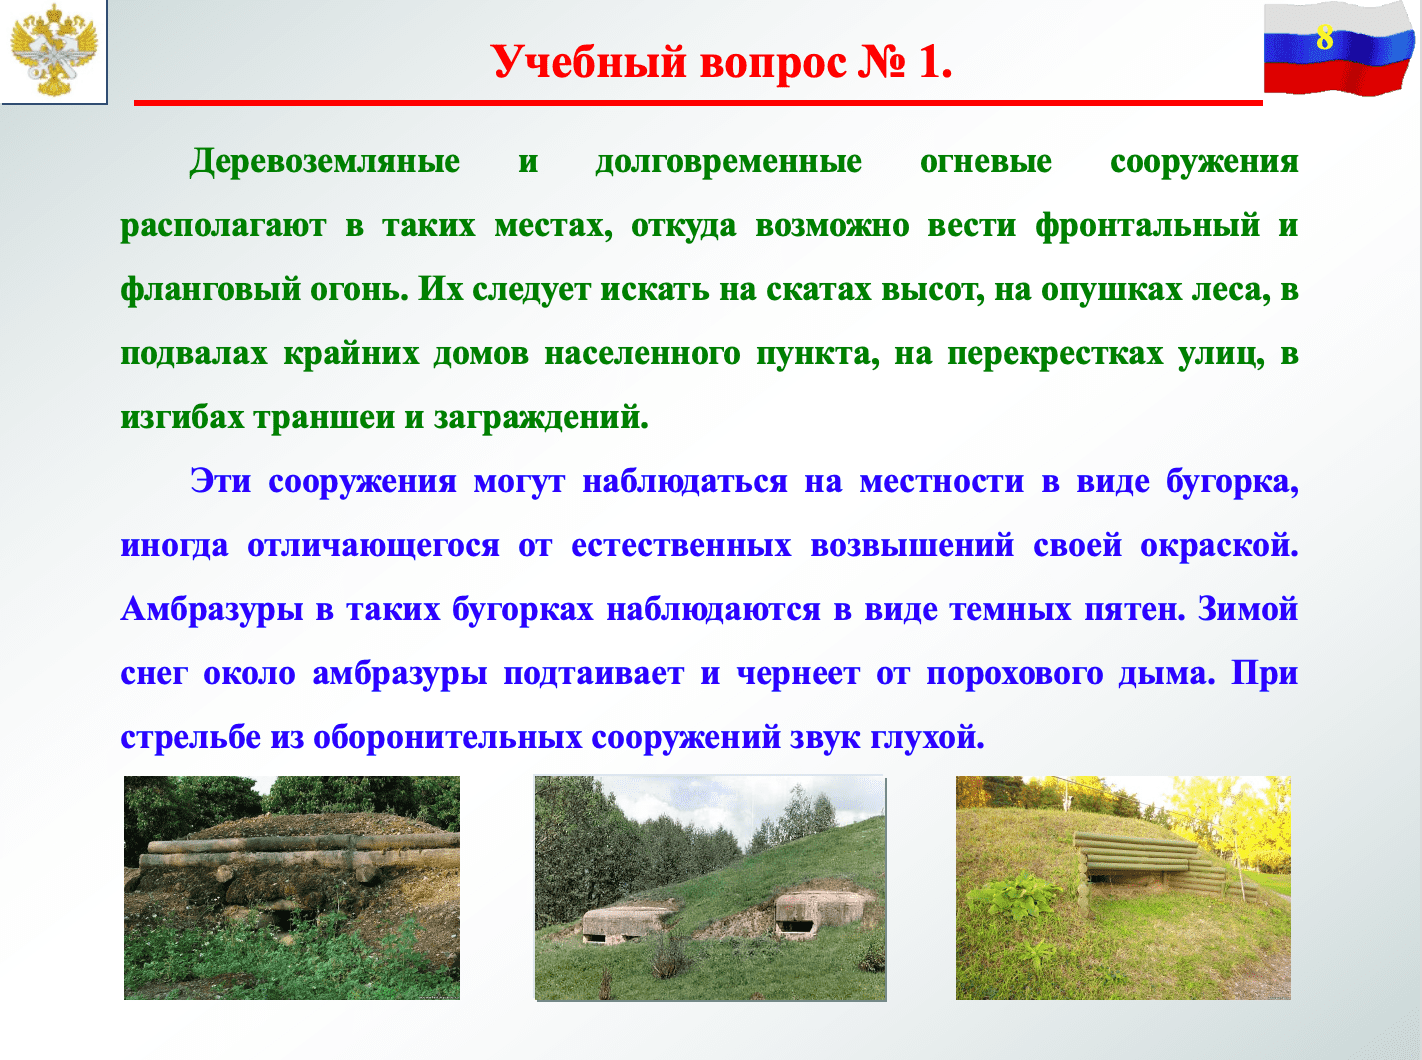 Учебный вопрос № 1.
8
Деревоземляные и долговременные огневые сооружения
располагают в таких местах, откуда возможно вести фронтальный и
фланговый огонь. Их следует искать на скатах высот, на опушках леса, в
подвалах крайних домов населенного пункта, на перекрестках улиц, в
изгибах траншеи и заграждений.
Эти сооружения могут наблюдаться на местности в виде бугорка,
иногда отличающегося от естественных возвышений своей окраской.
Амбразуры в таких бугорках наблюдаются в виде темных пятен. Зимой
снег около амбразуры подтаивает и чернеет от порохового дыма. При
стрельбе из оборонительных сооружений звук глухой.